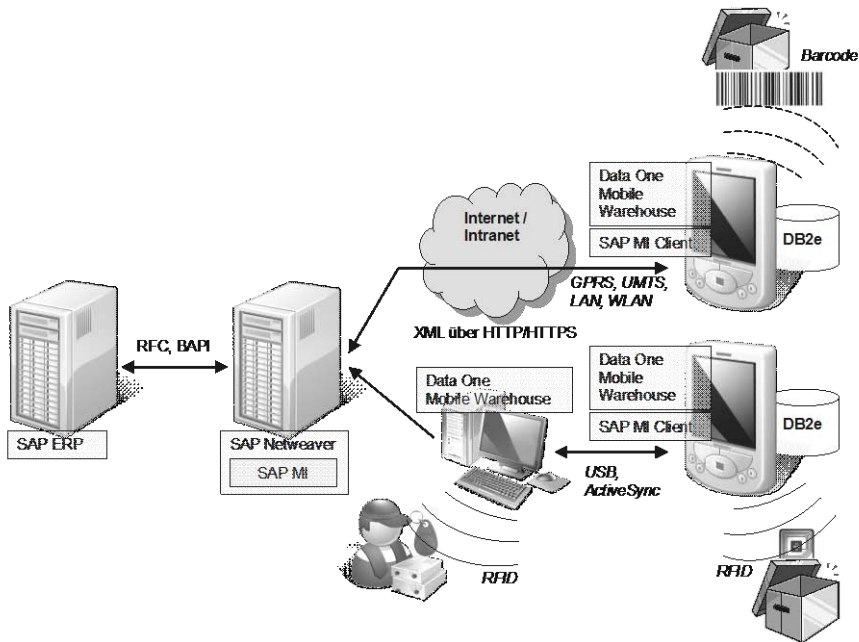 Barcode
Data One
Mobile
Warehouse
SAP MI Client
DB2e
Internet /
Intranet
GPRS, UMTS,
LAN, WLAN
XML über HTTP/HTTPS
RFC, BAPI
Data One
Mobile Warehouse
Data One
Mobile
Warehouse
SAP MI Client
DB2e
SAP ERP
SAP Netweaver
SAP MI
USB,
ActiveSync
RFID
RFID